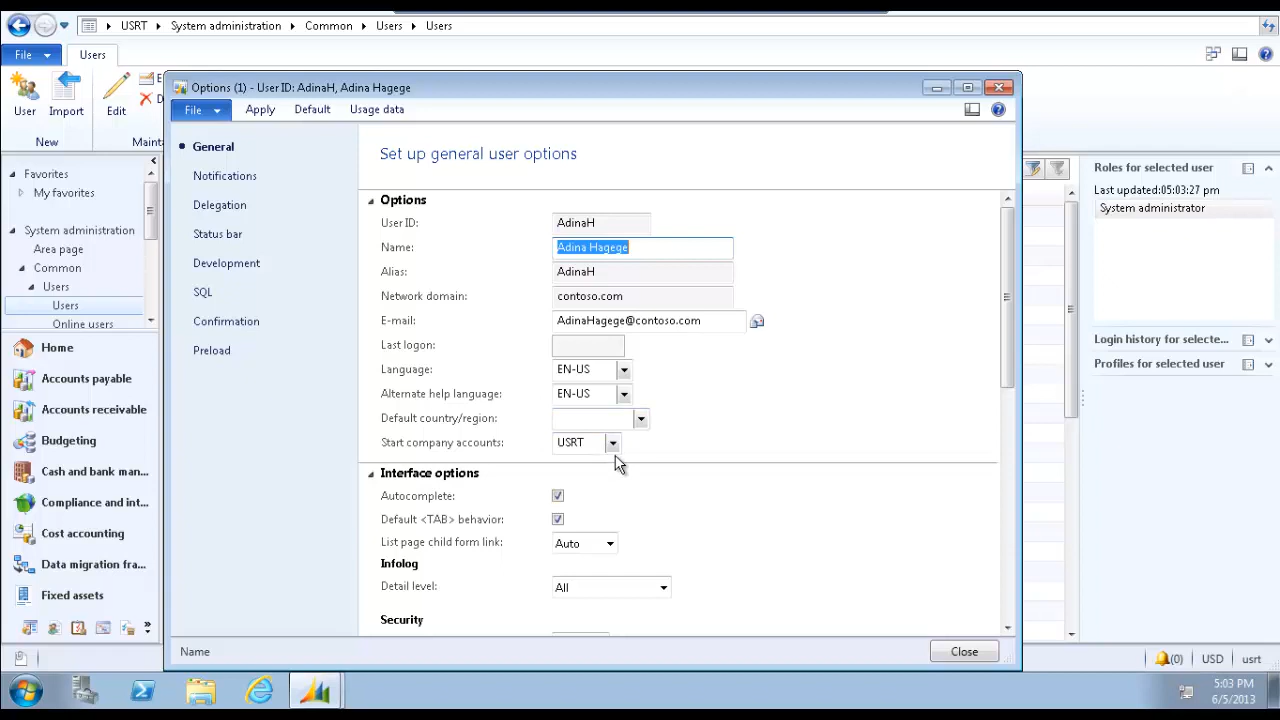 USRT ▸ System administration ▸ Common ▸ Users ▸ Users
File Users
User Import Edit
New
Favorites
My favorites
System administration
Area page
Common
Users
Users
Online users
Home
Accounts payable
Accounts receivable
Budgeting
Cash and bank man...
Compliance and int...
Cost accounting
Data migration fra...
Fixed assets
Options (1) - User ID: AdinaH, Adina Hagege
File Apply Default Usage data
General
Notifications
Delegation
Status bar
Development
SQL
Confirmation
Preload
Set up general user options
Options
User ID: AdinaH
Name: Adina Hagege
Alias: AdinaH
Network domain: contoso.com
E-mail: AdinaHagege@contoso.com
Last logon:
Language: EN-US
Alternate help language: EN-US
Default country/region:
Start company accounts: USRT
Interface options
Autocomplete:
Default <TAB> behavior:
List page child form link: Auto
Infolog
Detail level: All
Security
Name Close
Roles for selected user
Last updated:05:03:27 pm
System administrator
Login history for selecte...
Profiles for selected user
(0) USD usrt
5:03 PM
6/5/2013